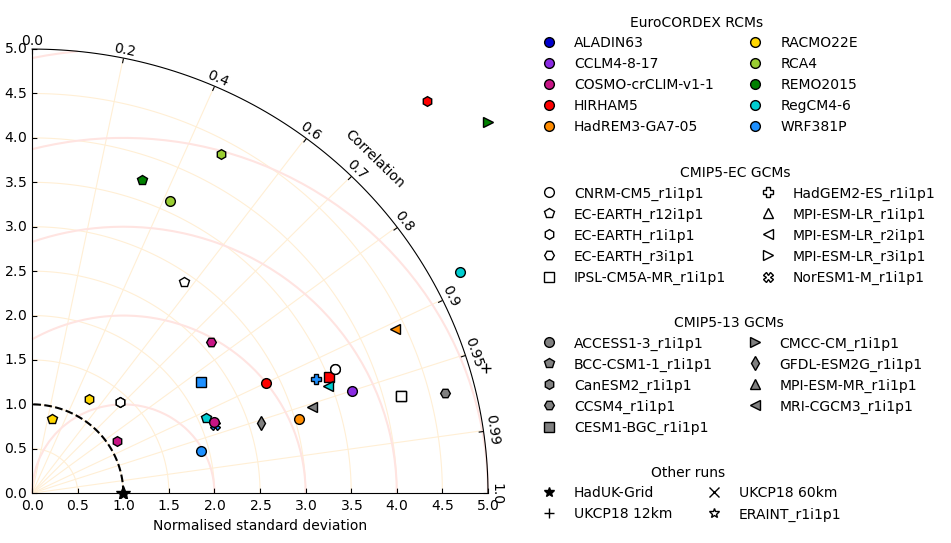 EuroCORDEX RCMs
ALADIN63
CCLM4-8-17
COSMO-crCLIM-v1-1
HIRHAM5
HadREM3-GA7-05
RACMO22E
RCA4
REMO2015
RegCM4-6
WRF381P
CMIP5-EC GCMs
CNRM-CM5_r1i1p1
EC-EARTH_r12i1p1
EC-EARTH_r1i1p1
EC-EARTH_r3i1p1
IPSL-CM5A-MR_r1i1p1
HadGEM2-ES_r1i1p1
MPI-ESM-LR_r1i1p1
MPI-ESM-LR_r2i1p1
MPI-ESM-LR_r3i1p1
NorESM1-M_r1i1p1
CMIP5-13 GCMs
ACCESS1-3_r1i1p1
BCC-CSM1-1_r1i1p1
CanESM2_r1i1p1
CCSM4_r1i1p1
CESM1-BGC_r1i1p1
CMCC-CM_r1i1p1
GFDL-ESM2G_r1i1p1
MPI-ESM-MR_r1i1p1
MRI-CGCM3_r1i1p1
Other runs
HadUK-Grid
UKCP18 12km
UKCP18 60km
ERAINT_r1i1p1
5.0
4.5
4.0
3.5
3.0
2.5
2.0
1.5
1.0
0.5
0.0
0.0
0.2
0.4
0.6
0.7
0.8
0.9
0.95
0.99
1.0
Correlation
0.0 0.5 1.0 1.5 2.0 2.5 3.0 3.5 4.0 4.5 5.0
Normalised standard deviation